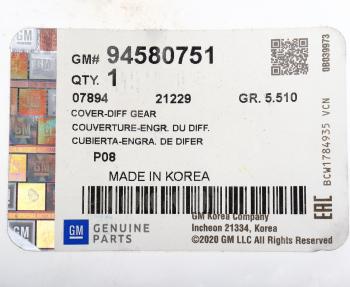 GM# 94580751
QTY. 1
07894 21229 GR. 5.510
COVER-DIFF GEAR
COUVERTURE-ENGR. DU DIFF.
CUBIERTA-ENGRA. DE DIFER
P08
MADE IN KOREA
GM GENUINE PARTS
GM Korea Company
Incheon 21334, Korea
©2020 GM LLC All Rights Reserved
08039973
BCW1784935 VCN
EAC
GM